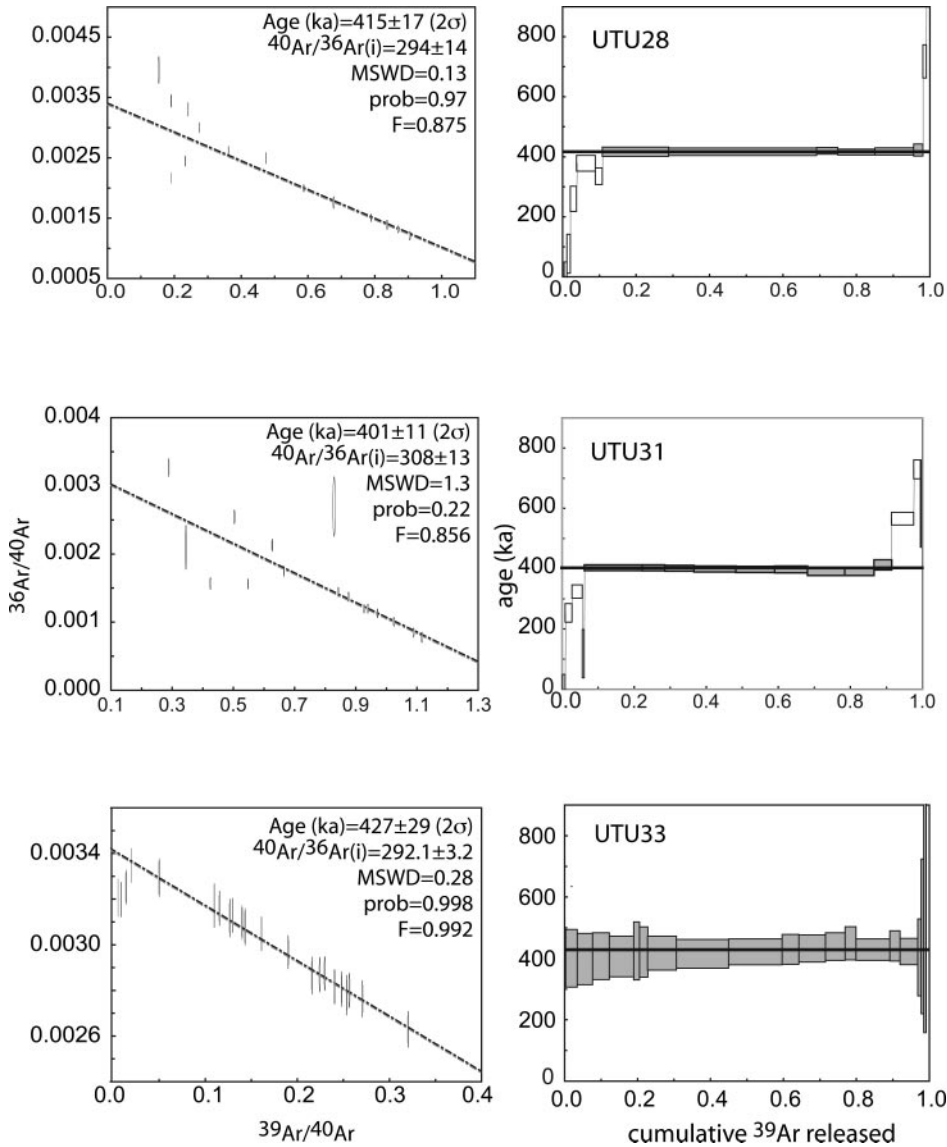 0.0045
0.0035
0.0025
0.0015
0.0005
Age (ka)=415±17 (2σ)
⁴⁰Ar/³⁶Ar(i)=294±14
MSWD=0.13
prob=0.97
F=0.875
0.2 0.4 0.6 0.8 1.0
UTU28
800
600
400
200
0
0.0 0.2 0.4 0.6 0.8 1.0
0.004
0.003
0.002
0.001
0.000
³⁶Ar/⁴⁰Ar
Age (ka)=401±11 (2σ)
⁴⁰Ar/³⁶Ar(i)=308±13
MSWD=1.3
prob=0.22
F=0.856
0.1 0.3 0.5 0.7 0.9 1.1 1.3
UTU31
age (ka)
800
600
400
200
0
0.0 0.2 0.4 0.6 0.8 1.0
0.0034
0.0030
0.0026
Age (ka)=427±29 (2σ)
⁴⁰Ar/³⁶Ar(i)=292.1±3.2
MSWD=0.28
prob=0.998
F=0.992
0.0 0.1 0.2 0.3 0.4
³⁹Ar/⁴⁰Ar
UTU33
800
600
400
200
0
0.0 0.2 0.4 0.6 0.8 1.0
cumulative ³⁹Ar released